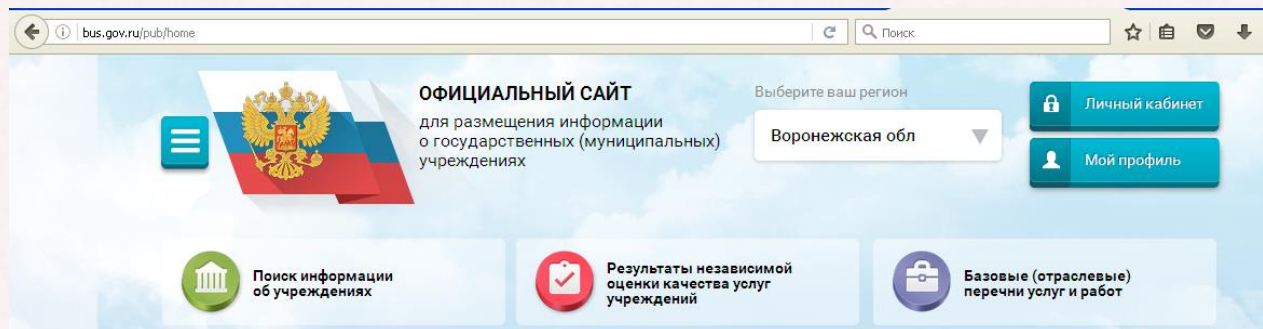 bus.gov.ru/pub/home
Поиск
ОФИЦИАЛЬНЫЙ САЙТ
для размещения информации
о государственных (муниципальных)
учреждениях
Выберите ваш регион
Воронежская обл
Личный кабинет
Мой профиль
Поиск информации
об учреждениях
Результаты независимой
оценки качества услуг
учреждений
Базовые (отраслевые)
перечни услуг и работ